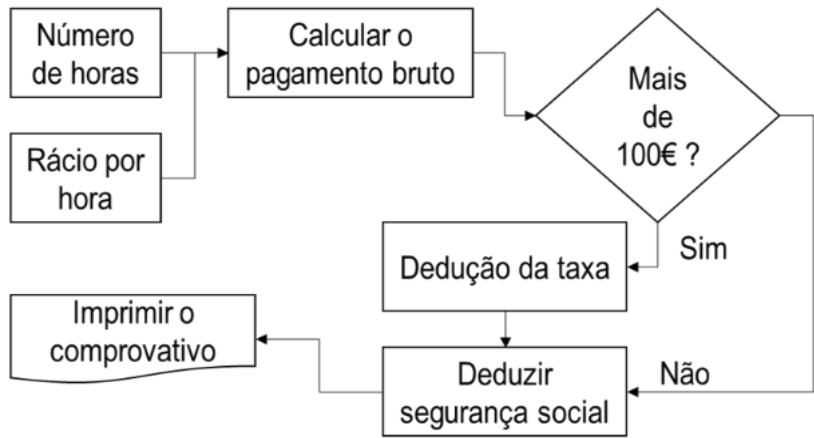 Número
de horas
Calcular o
pagamento bruto
Mais
de
100€ ?
Rácio por
hora
Sim
Dedução da taxa
Imprimir o
comprovativo
Não
Deduzir
segurança social